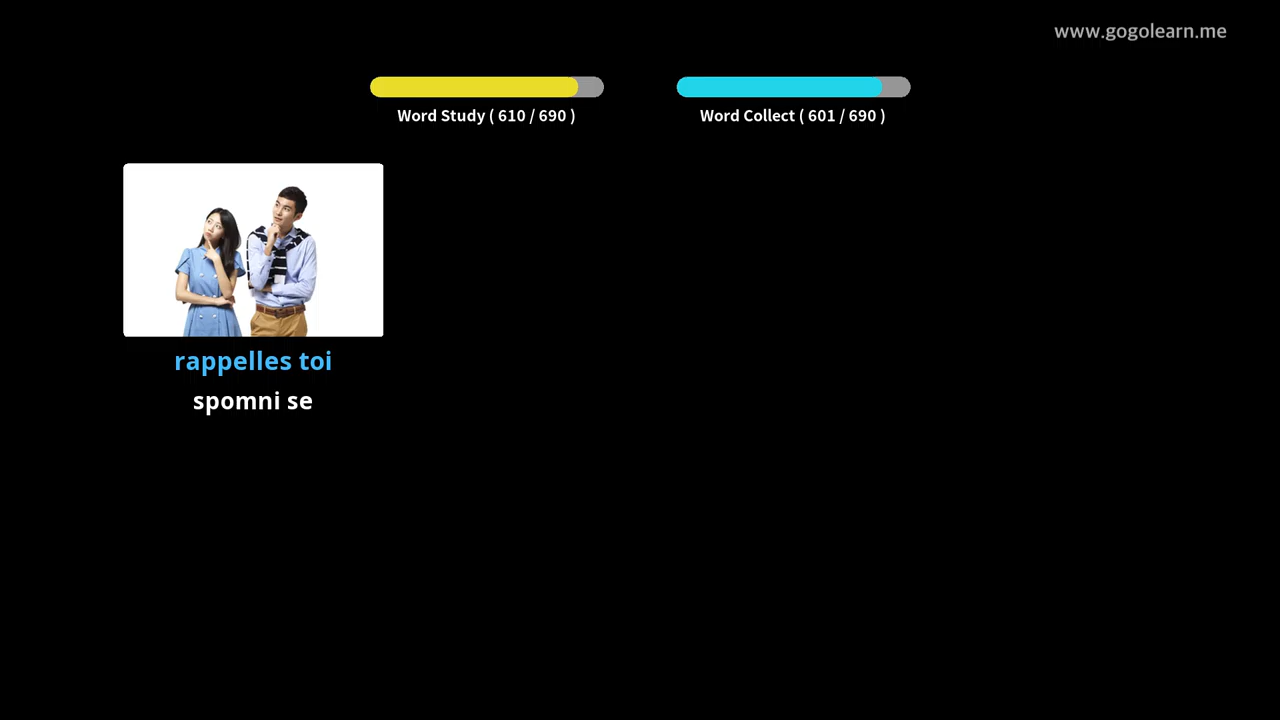 www.gogolearn.me
Word Study ( 610 / 690 )
Word Collect ( 601 / 690 )
rappelles toi
spomni se